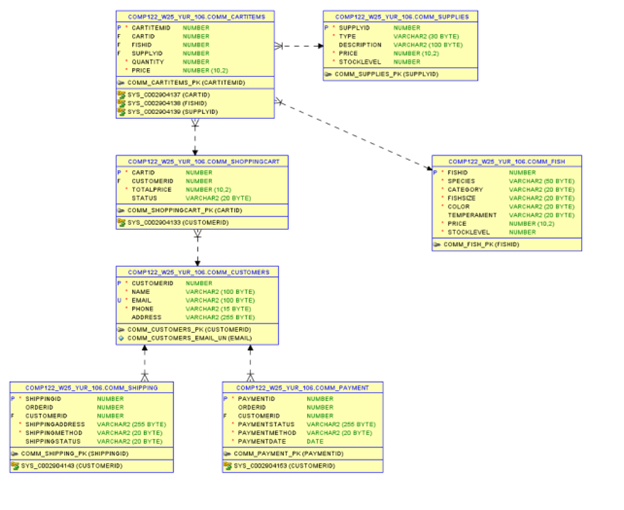 COMP122_W25_YUR_106.COMM_CARTITEMS
P * CARTITEMID NUMBER
F CARTID NUMBER
F FISHID NUMBER
F SUPPLYID NUMBER
* QUANTITY NUMBER
* PRICE NUMBER (10,2)
COMM_CARTITEMS_PK (CARTITEMID)
SYS_C002904137 (CARTID)
SYS_C002904138 (FISHID)
SYS_C002904139 (SUPPLYID)
COMP122_W25_YUR_106.COMM_SUPPLIES
P * SUPPLYID NUMBER
* TYPE VARCHAR2 (30 BYTE)
DESCRIPTION VARCHAR2 (100 BYTE)
* PRICE NUMBER (10,2)
* STOCKLEVEL NUMBER
COMM_SUPPLIES_PK (SUPPLYID)
COMP122_W25_YUR_106.COMM_SHOPPINGCART
P * CARTID NUMBER
F CUSTOMERID NUMBER
* TOTALPRICE NUMBER (10,2)
STATUS VARCHAR2 (20 BYTE)
COMM_SHOPPINGCART_PK (CARTID)
SYS_C002904133 (CUSTOMERID)
COMP122_W25_YUR_106.COMM_FISH
P * FISHID NUMBER
* SPECIES VARCHAR2 (50 BYTE)
* CATEGORY VARCHAR2 (20 BYTE)
* FISHSIZE VARCHAR2 (20 BYTE)
* COLOR VARCHAR2 (20 BYTE)
TEMPERAMENT VARCHAR2 (20 BYTE)
* PRICE NUMBER (10,2)
* STOCKLEVEL NUMBER
COMM_FISH_PK (FISHID)
COMP122_W25_YUR_106.COMM_CUSTOMERS
P * CUSTOMERID NUMBER
* NAME VARCHAR2 (100 BYTE)
U * EMAIL VARCHAR2 (100 BYTE)
* PHONE VARCHAR2 (15 BYTE)
ADDRESS VARCHAR2 (255 BYTE)
COMM_CUSTOMERS_PK (CUSTOMERID)
COMM_CUSTOMERS_EMAIL_UN (EMAIL)
COMP122_W25_YUR_106.COMM_SHIPPING
P * SHIPPINGID NUMBER
ORDERID NUMBER
F CUSTOMERID NUMBER
* SHIPPINGADDRESS VARCHAR2 (255 BYTE)
* SHIPPINGMETHOD VARCHAR2 (20 BYTE)
SHIPPINGSTATUS VARCHAR2 (20 BYTE)
COMM_SHIPPING_PK (SHIPPINGID)
SYS_C002904143 (CUSTOMERID)
COMP122_W25_YUR_106.COMM_PAYMENT
P * PAYMENTID NUMBER
ORDERID NUMBER
F CUSTOMERID NUMBER
* PAYMENTSTATUS VARCHAR2 (255 BYTE)
* PAYMENTMETHOD VARCHAR2 (20 BYTE)
* PAYMENTDATE DATE
COMM_PAYMENT_PK (PAYMENTID)
SYS_C002904153 (CUSTOMERID)